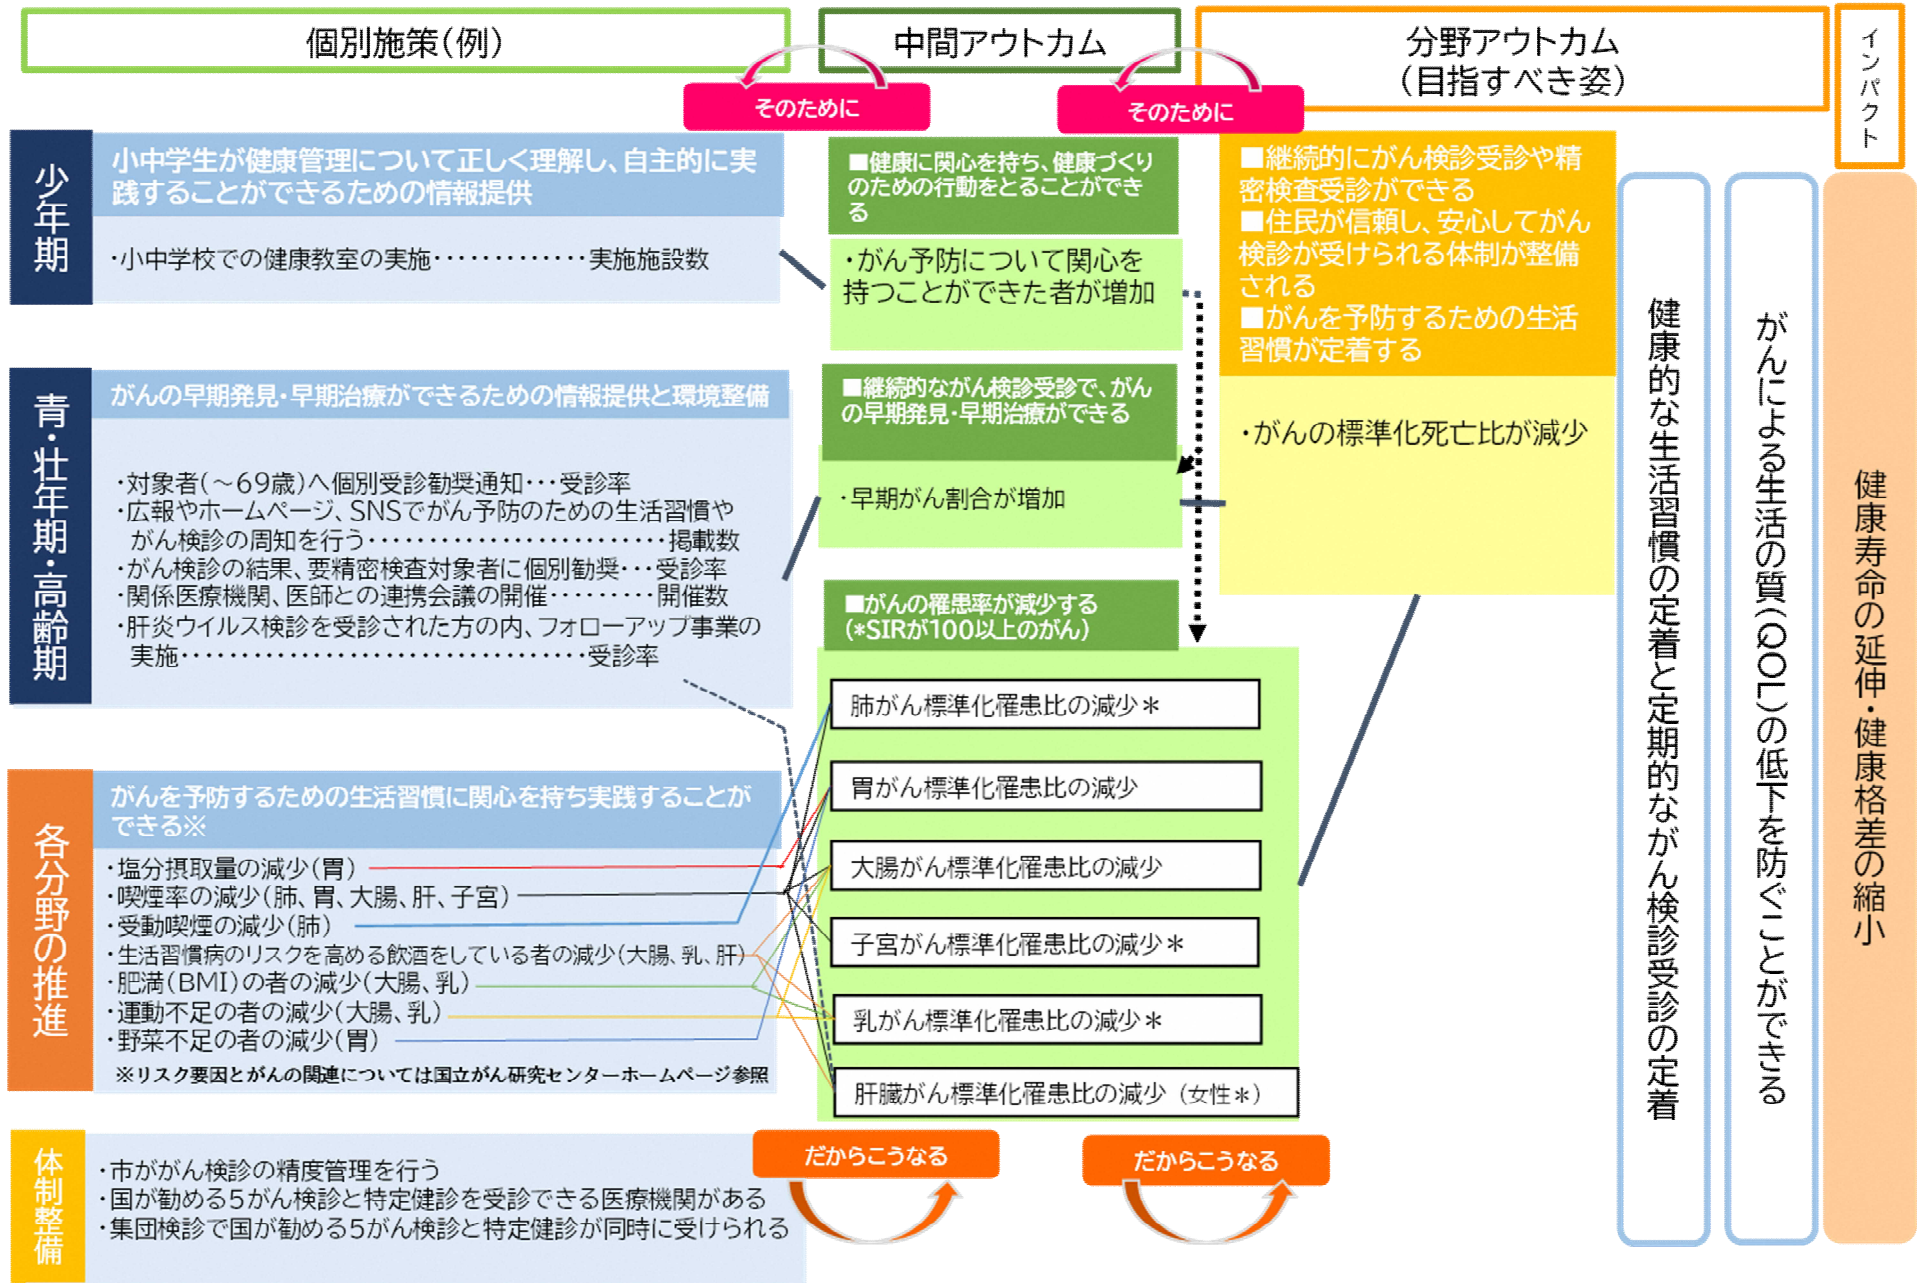 個別施策(例)
中間アウトカム
分野アウトカム
(目指すべき姿)
インパクト
そのために
そのために
少年期
小中学生が健康管理について正しく理解し、自主的に実
践することができるための情報提供
・小中学校での健康教室の実施・・・・・・・・・・・・・実施施設数
■健康に関心を持ち、健康づくり
のための行動をとることができ
る
・がん予防について関心を
持つことができた者が増加
■継続的にがん検診受診や精
密検査受診ができる
■住民が信頼し、安心してがん
検診が受けられる体制が整備
される
■がんを予防するための生活
習慣が定着する
・がんの標準化死亡比が減少
青・壮年期・高齢期
がんの早期発見・早期治療ができるための情報提供と環境整備
・対象者(～69歳)へ個別受診勧奨通知・・・受診率
・広報やホームページ、SNSでがん予防のための生活習慣や
がん検診の周知を行う・・・・・・・・・・・・・・・・・・・・・・・・・掲載数
・がん検診の結果、要精密検査対象者に個別勧奨・・・受診率
・関係医療機関、医師との連携会議の開催・・・・・・・・・開催数
・肝炎ウイルス検診を受診された方の内、フォローアップ事業の
実施・・・・・・・・・・・・・・・・・・・・・・・・・・・・・・・・・・受診率
■継続的ながん検診受診で、がん
の早期発見・早期治療ができる
・早期がん割合が増加
■がんの罹患率が減少する
(*SIRが100以上のがん)
肺がん標準化罹患比の減少＊
胃がん標準化罹患比の減少
大腸がん標準化罹患比の減少
子宮がん標準化罹患比の減少＊
乳がん標準化罹患比の減少＊
肝臓がん標準化罹患比の減少（女性＊）
各分野の推進
がんを予防するための生活習慣に関心を持ち実践することが
できる※
・塩分摂取量の減少(胃)
・喫煙率の減少(肺、胃、大腸、肝、子宮)
・受動喫煙の減少(肺)
・生活習慣病のリスクを高める飲酒をしている者の減少(大腸、乳、肝)
・肥満(BMI)の者の減少(大腸、乳)
・運動不足の者の減少(大腸、乳)
・野菜不足の者の減少(胃)
※リスク要因とがんの関連については国立がん研究センターホームページ参照
体制整備
・市ががん検診の精度管理を行う
・国が勧める5がん検診と特定健診を受診できる医療機関がある
・集団検診で国が勧める5がん検診と特定健診が同時に受けられる
だからこうなる
だからこうなる
健康的な生活習慣の定着と定期的ながん検診受診の定着
がんによる生活の質(QOL)の低下を防ぐことができる
健康寿命の延伸・健康格差の縮小